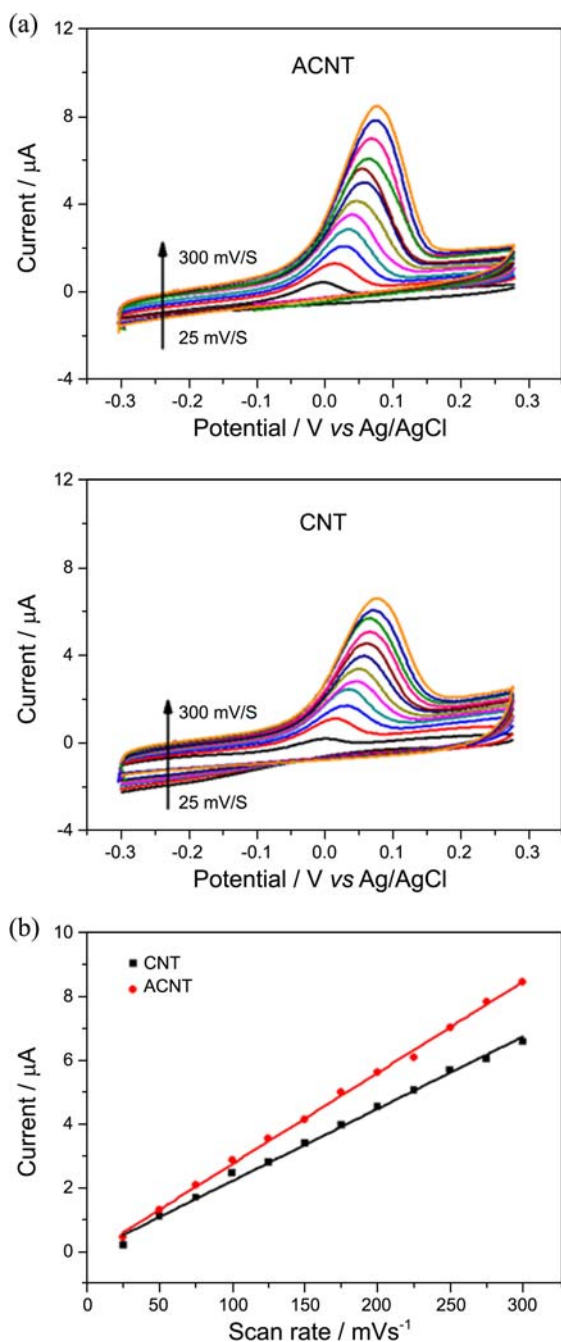 (a)
12
ACNT
8
4
0
-4
Current / μA
300 mV/S
25 mV/S
-0.3 -0.2 -0.1 0.0 0.1 0.2 0.3
Potential / V vs Ag/AgCl
12
CNT
8
4
0
-4
Current / μA
300 mV/S
25 mV/S
-0.3 -0.2 -0.1 0.0 0.1 0.2 0.3
Potential / V vs Ag/AgCl
(b)
10
CNT
ACNT
8
6
4
2
0
Current / μA
0 50 100 150 200 250 300
Scan rate / mVs⁻¹